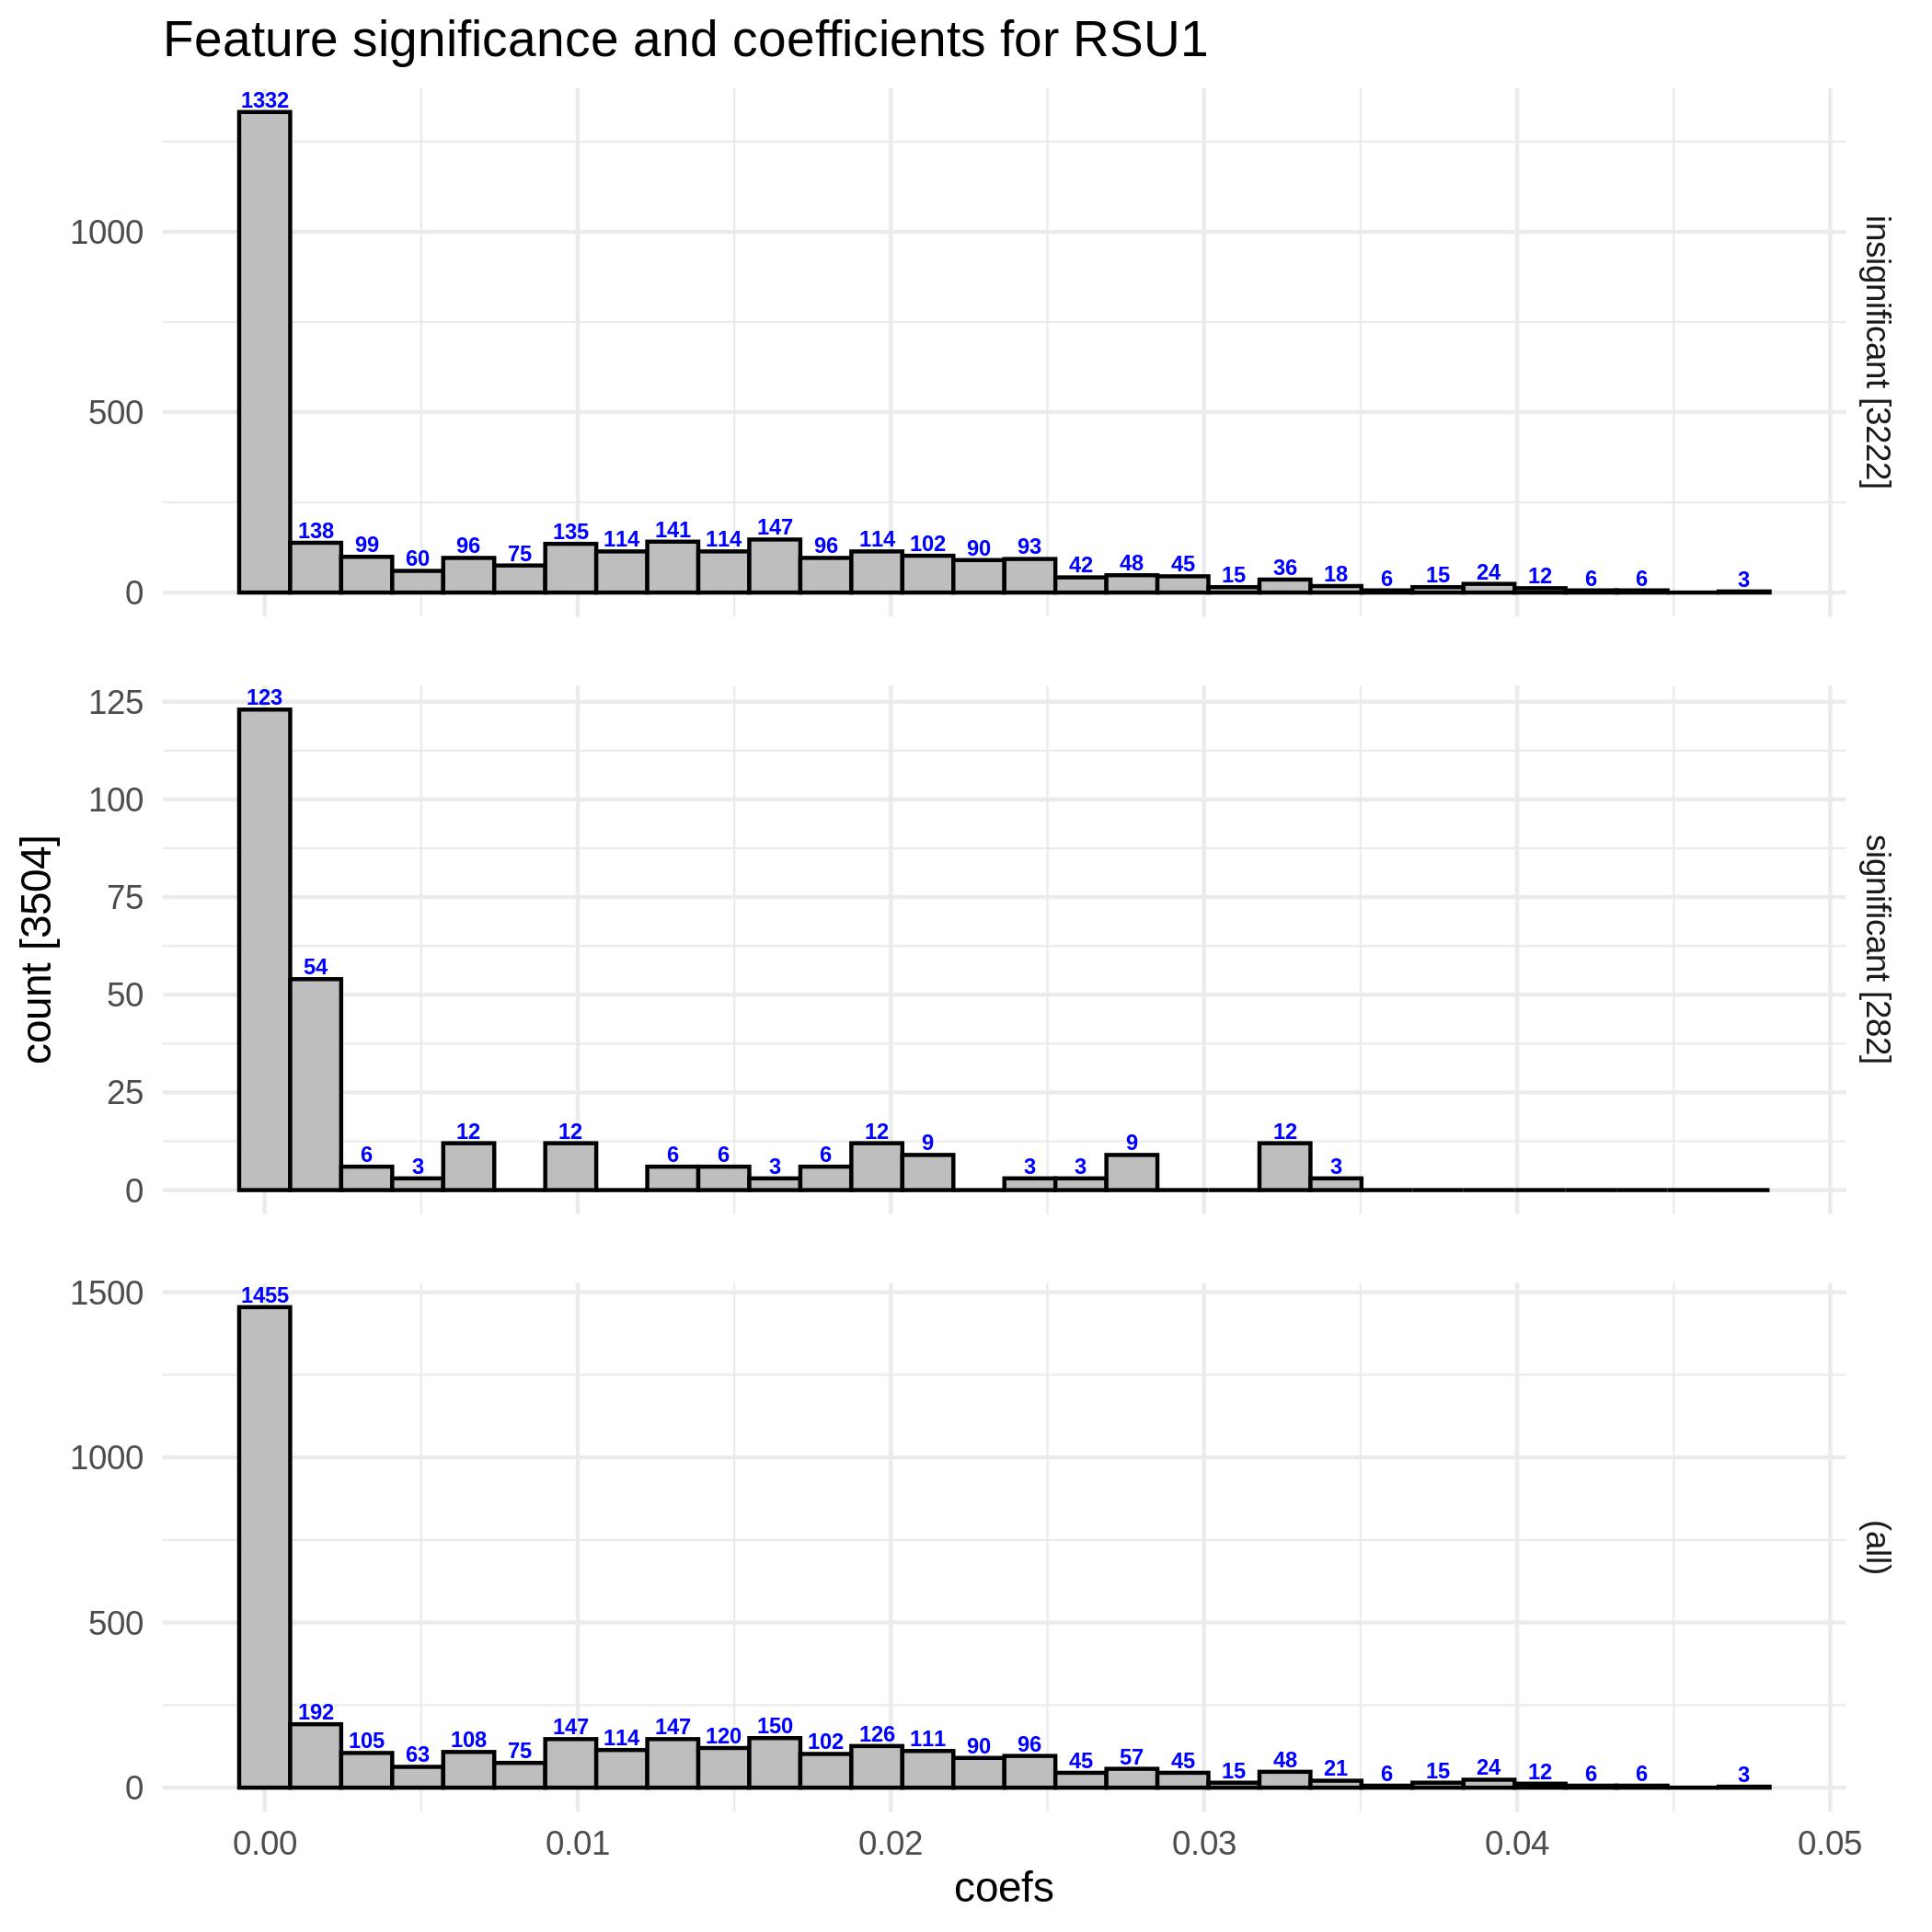 Feature significance and coefficients for RSU1
1332
138 99 60 96 75 135 114 141 114 147 96 114 102 90 93 42 48 45 15 36 18 6 15 24 12 6 6 3
1000
500
0
insignificant [3222]
123
54
6 3 12 12 6 6 3 6 12 9 3 3 9 12 3
125
100
75
50
25
0
significant [282]
count [3504]
1455
192 105 63 108 75 147 114 147 120 150 102 126 111 90 96 45 57 45 15 48 21 6 15 24 12 6 6 3
1500
1000
500
0
(all)
0.00 0.01 0.02 0.03 0.04 0.05
coefs